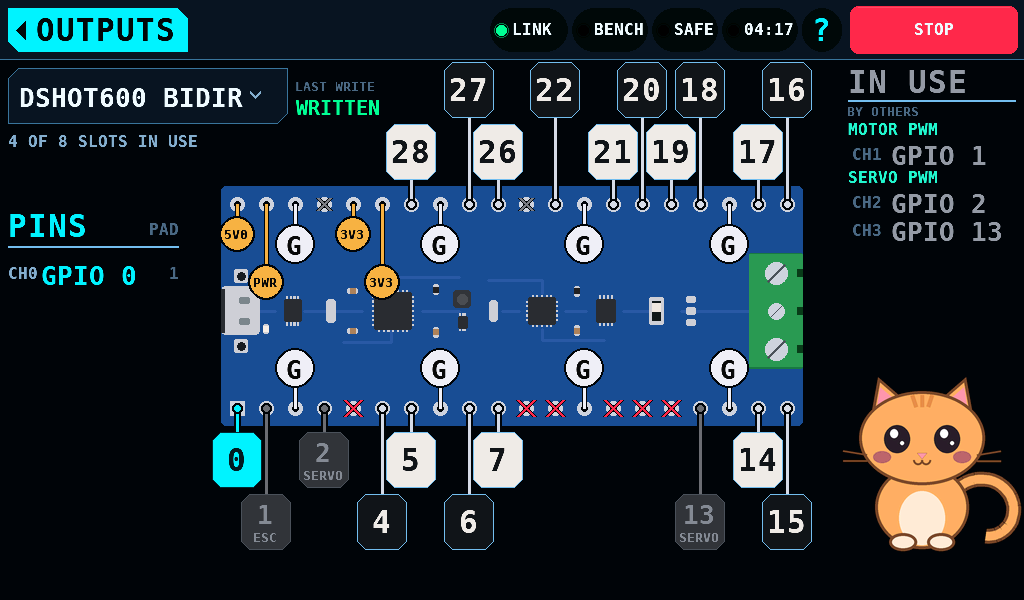 OUTPUTS
LINK
BENCH
SAFE
04:17
?
STOP
DSHOT600 BIDIR
LAST WRITE
WRITTEN
4 OF 8 SLOTS IN USE
27
22
20
18
16
28
26
21
19
17
IN USE
BY OTHERS
MOTOR PWM
CH1 GPIO 1
SERVO PWM
CH2 GPIO 2
CH3 GPIO 13
PINS PAD
CH0 GPIO 0 1
5V0
G
3V3
G
G
G
PWR
3V3
G
G
G
G
0
2
SERVO
5
7
14
1
ESC
4
6
13
SERVO
15